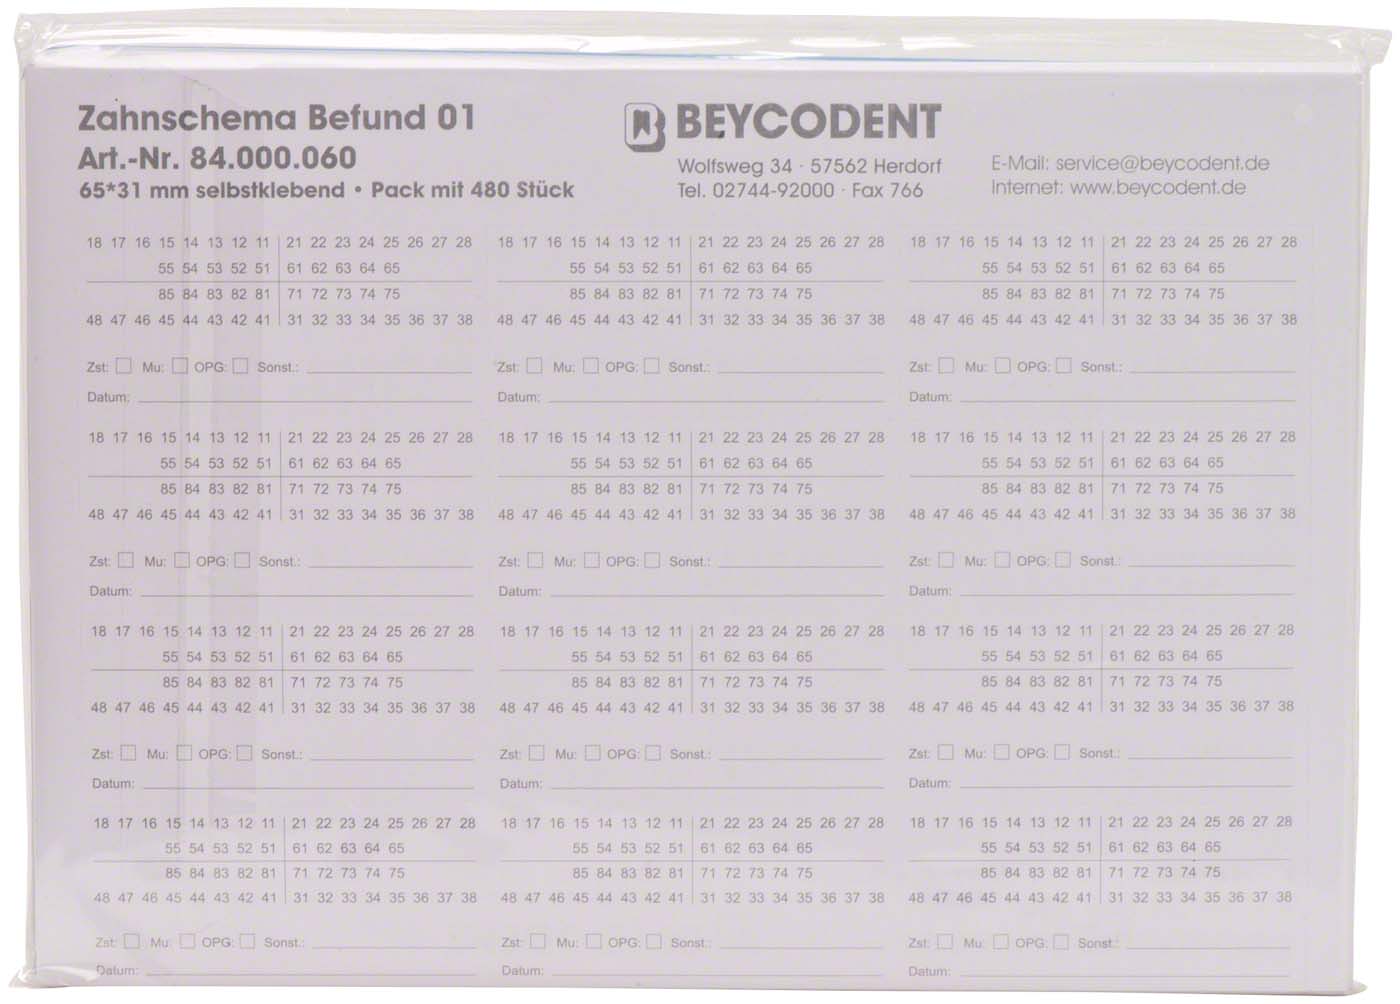 Zahnschema Befund 01
Art.-Nr. 84.000.060
65*31 mm selbstklebend • Pack mit 480 Stück
BEYCODENT
Wolfsweg 34 · 57562 Herdorf
Tel. 02744-92000 · Fax 766
E-Mail: service@beycodent.de
Internet: www.beycodent.de
18 17 16 15 14 13 12 11 21 22 23 24 25 26 27 28 18 17 16 15 14 13 12 11 21 22 23 24 25 26 27 28 18 17 16 15 14 13 12 11 21 22 23 24 25 26 27 28
55 54 53 52 51 61 62 63 64 65 55 54 53 52 51 61 62 63 64 65 55 54 53 52 51 61 62 63 64 65
85 84 83 82 81 71 72 73 74 75 85 84 83 82 81 71 72 73 74 75 85 84 83 82 81 71 72 73 74 75
48 47 46 45 44 43 42 41 31 32 33 34 35 36 37 38 48 47 46 45 44 43 42 41 31 32 33 34 35 36 37 38 48 47 46 45 44 43 42 41 31 32 33 34 35 36 37 38
Zst: Mu: OPG: Sonst.: Zst: Mu: OPG: Sonst.: Zst: Mu: OPG: Sonst.:
Datum: Datum: Datum:
18 17 16 15 14 13 12 11 21 22 23 24 25 26 27 28 18 17 16 15 14 13 12 11 21 22 23 24 25 26 27 28 18 17 16 15 14 13 12 11 21 22 23 24 25 26 27 28
55 54 53 52 51 61 62 63 64 65 55 54 53 52 51 61 62 63 64 65 55 54 53 52 51 61 62 63 64 65
85 84 83 82 81 71 72 73 74 75 85 84 83 82 81 71 72 73 74 75 85 84 83 82 81 71 72 73 74 75
48 47 46 45 44 43 42 41 31 32 33 34 35 36 37 38 48 47 46 45 44 43 42 41 31 32 33 34 35 36 37 38 48 47 46 45 44 43 42 41 31 32 33 34 35 36 37 38
Zst: Mu: OPG: Sonst.: Zst: Mu: OPG: Sonst.: Zst: Mu: OPG: Sonst.:
Datum: Datum: Datum:
18 17 16 15 14 13 12 11 21 22 23 24 25 26 27 28 18 17 16 15 14 13 12 11 21 22 23 24 25 26 27 28 18 17 16 15 14 13 12 11 21 22 23 24 25 26 27 28
55 54 53 52 51 61 62 63 64 65 55 54 53 52 51 61 62 63 64 65 55 54 53 52 51 61 62 63 64 65
85 84 83 82 81 71 72 73 74 75 85 84 83 82 81 71 72 73 74 75 85 84 83 82 81 71 72 73 74 75
48 47 46 45 44 43 42 41 31 32 33 34 35 36 37 38 48 47 46 45 44 43 42 41 31 32 33 34 35 36 37 38 48 47 46 45 44 43 42 41 31 32 33 34 35 36 37 38
Zst: Mu: OPG: Sonst.: Zst: Mu: OPG: Sonst.: Zst: Mu: OPG: Sonst.:
Datum: Datum: Datum:
18 17 16 15 14 13 12 11 21 22 23 24 25 26 27 28 18 17 16 15 14 13 12 11 21 22 23 24 25 26 27 28 18 17 16 15 14 13 12 11 21 22 23 24 25 26 27 28
55 54 53 52 51 61 62 63 64 65 55 54 53 52 51 61 62 63 64 65 55 54 53 52 51 61 62 63 64 65
85 84 83 82 81 71 72 73 74 75 85 84 83 82 81 71 72 73 74 75 85 84 83 82 81 71 72 73 74 75
48 47 46 45 44 43 42 41 31 32 33 34 35 36 37 38 48 47 46 45 44 43 42 41 31 32 33 34 35 36 37 38 48 47 46 45 44 43 42 41 31 32 33 34 35 36 37 38
Zst: Mu: OPG: Sonst.: Zst: Mu: OPG: Sonst.: Zst: Mu: OPG: Sonst.:
Datum: Datum: Datum: